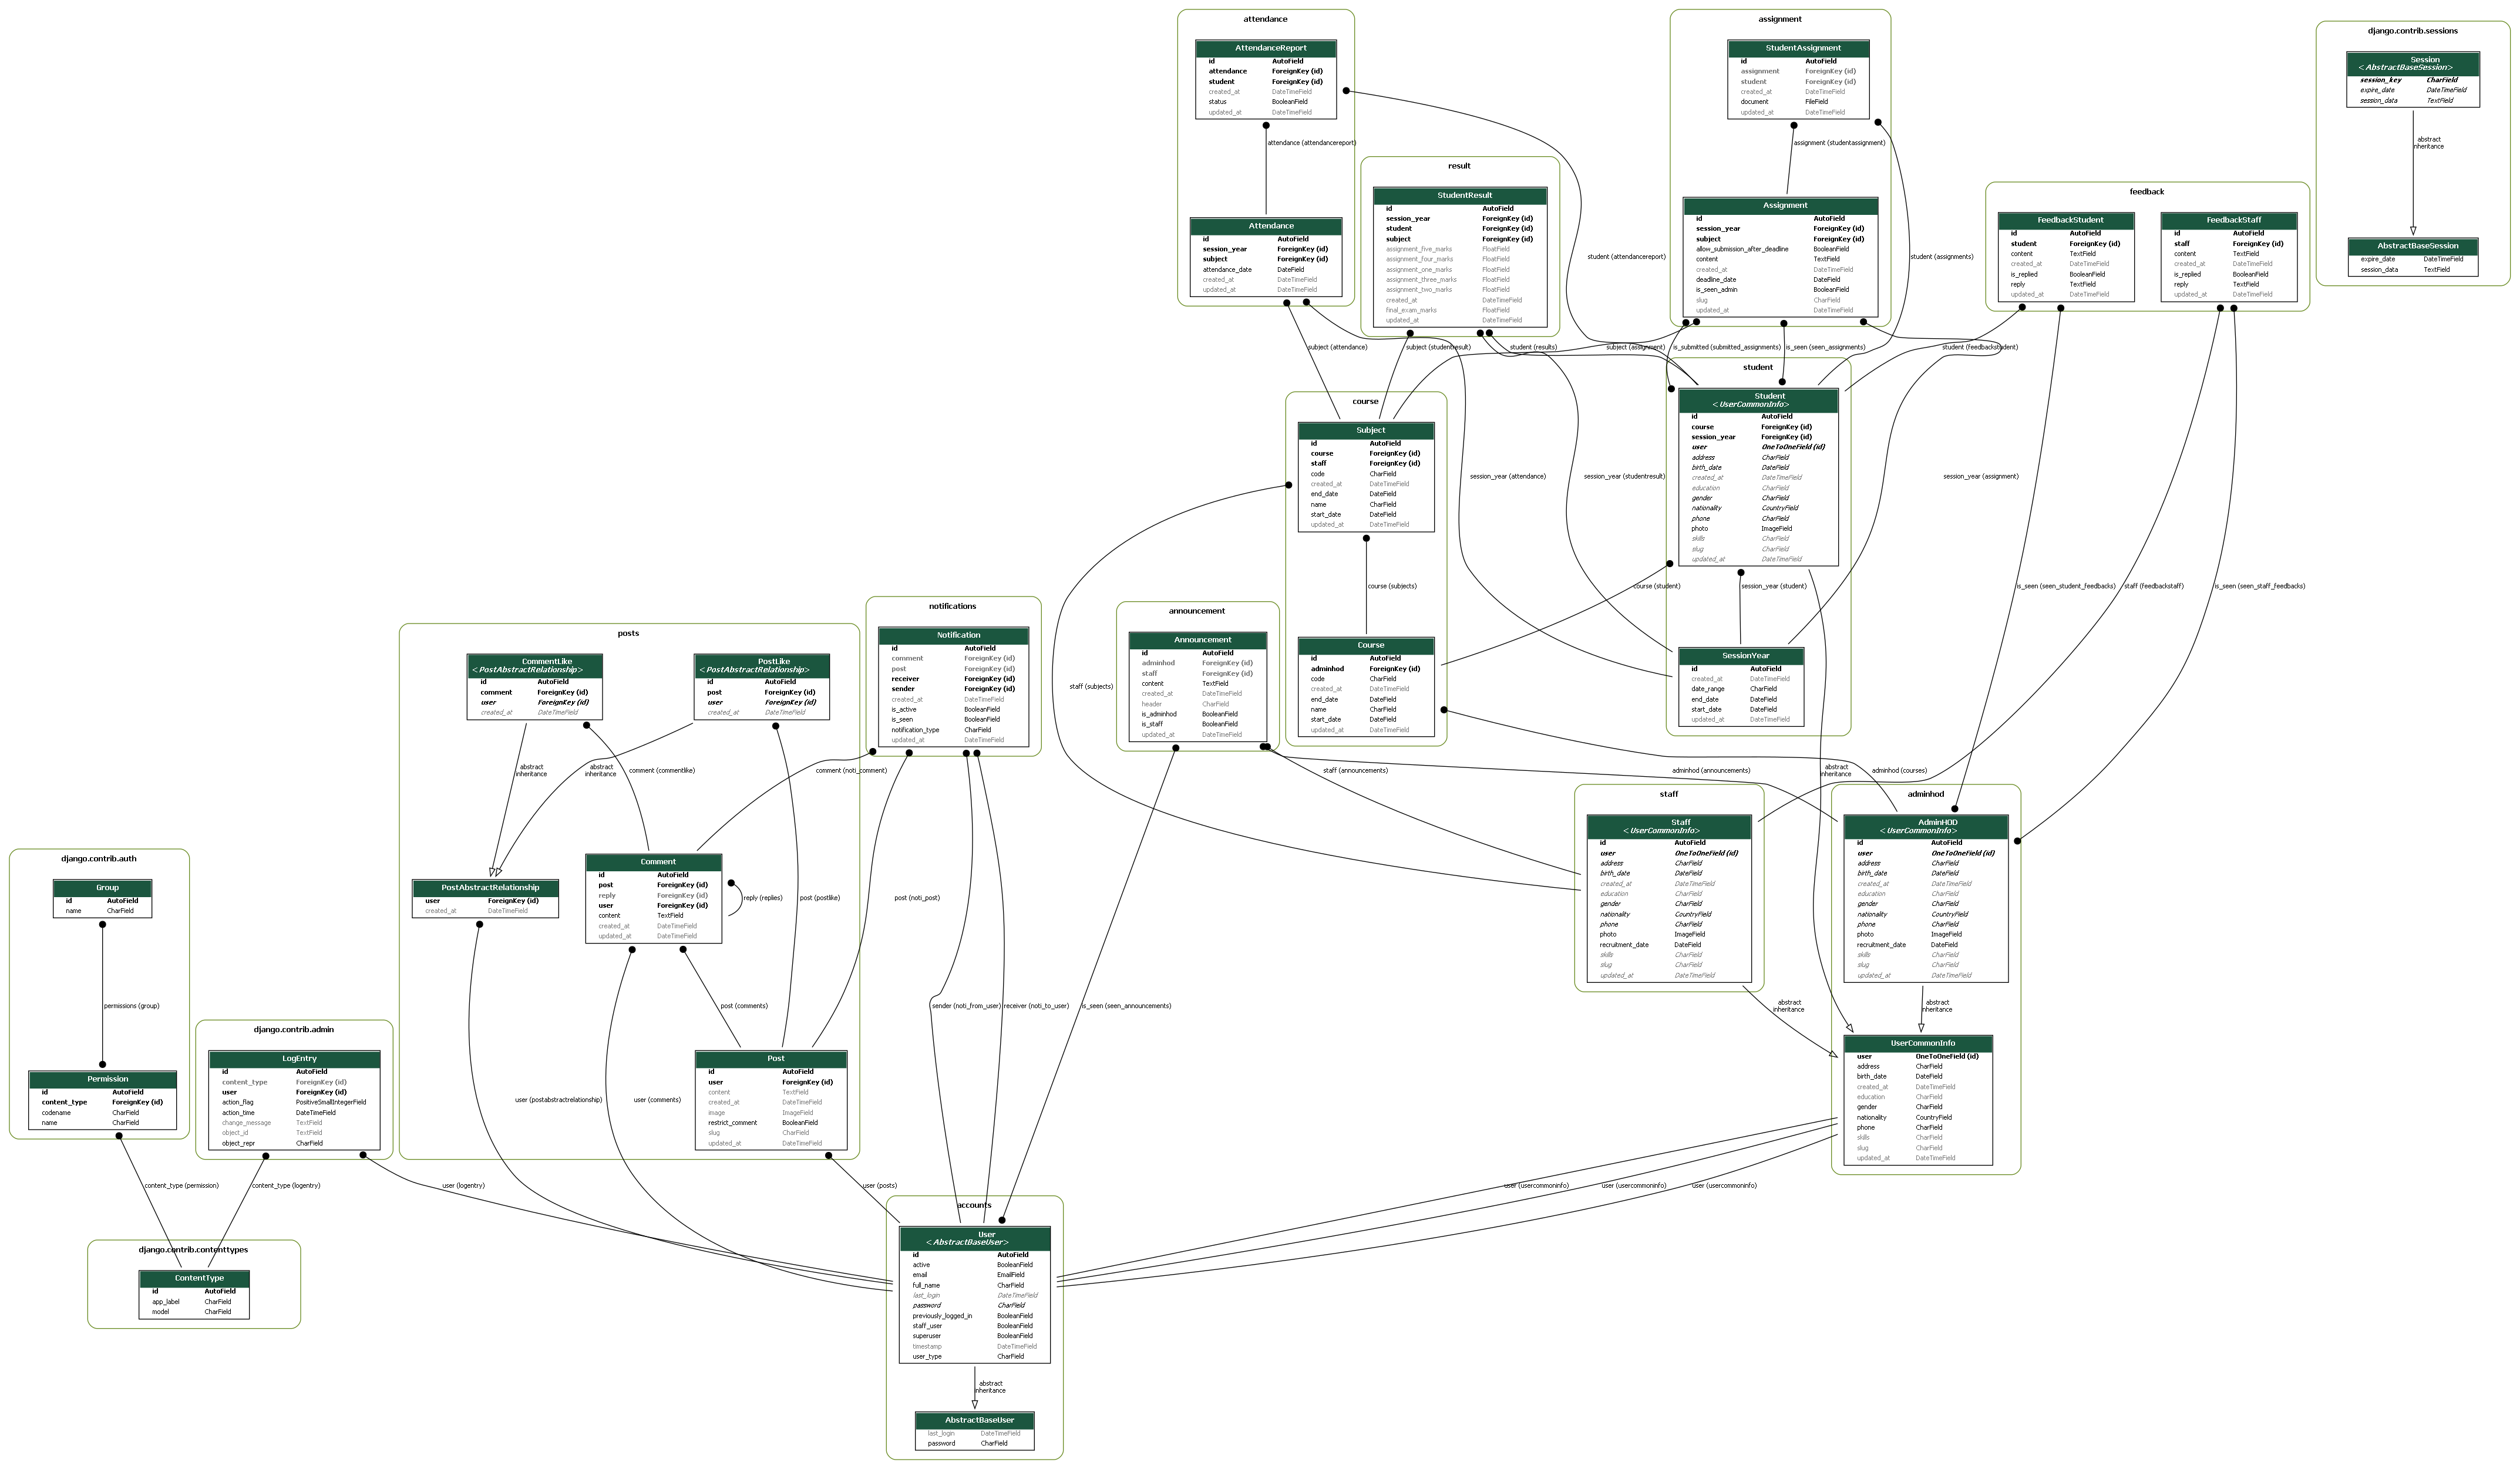 attendance
AttendanceReport
id AutoField
attendance ForeignKey (id)
student ForeignKey (id)
created_at DateTimeField
status BooleanField
updated_at DateTimeField
attendance (attendancereport)
Attendance
id AutoField
session_year ForeignKey (id)
subject ForeignKey (id)
attendance_date DateField
created_at DateTimeField
updated_at DateTimeField
result
StudentResult
id AutoField
session_year ForeignKey (id)
student ForeignKey (id)
subject ForeignKey (id)
assignment_five_marks FloatField
assignment_four_marks FloatField
assignment_one_marks FloatField
assignment_three_marks FloatField
assignment_two_marks FloatField
created_at DateTimeField
final_exam_marks FloatField
updated_at DateTimeField
assignment
StudentAssignment
id AutoField
assignment ForeignKey (id)
student ForeignKey (id)
created_at DateTimeField
document FileField
updated_at DateTimeField
assignment (studentassignment)
Assignment
id AutoField
session_year ForeignKey (id)
subject ForeignKey (id)
allow_submission_after_deadline BooleanField
content TextField
created_at DateTimeField
deadline_date DateField
is_seen_admin BooleanField
slug CharField
updated_at DateTimeField
student (attendancereport)
student (assignments)
django.contrib.sessions
Session
<AbstractBaseSession>
session_key CharField
expire_date DateTimeField
session_data TextField
abstract
inheritance
AbstractBaseSession
expire_date DateTimeField
session_data TextField
feedback
FeedbackStudent
id AutoField
student ForeignKey (id)
content TextField
created_at DateTimeField
is_replied BooleanField
reply TextField
updated_at DateTimeField
FeedbackStaff
id AutoField
staff ForeignKey (id)
content TextField
created_at DateTimeField
is_replied BooleanField
reply TextField
updated_at DateTimeField
subject (attendance)
subject (studentresult)
student (results)
subject (assignment)
is_submitted (submitted_assignments)
is_seen (seen_assignments)
student (feedbackstudent)
course
Subject
id AutoField
course ForeignKey (id)
staff ForeignKey (id)
code CharField
created_at DateTimeField
end_date DateField
name CharField
start_date DateField
updated_at DateTimeField
course (subjects)
Course
id AutoField
adminhod ForeignKey (id)
code CharField
created_at DateTimeField
end_date DateField
name CharField
start_date DateField
updated_at DateTimeField
session_year (attendance)
session_year (studentresult)
session_year (assignment)
student
Student
<UserCommonInfo>
id AutoField
course ForeignKey (id)
session_year ForeignKey (id)
user OneToOneField (id)
address CharField
birth_date DateField
created_at DateTimeField
education CharField
gender CharField
nationality CountryField
phone CharField
photo ImageField
skills CharField
slug CharField
updated_at DateTimeField
course (student)
session_year (student)
SessionYear
id AutoField
created_at DateTimeField
date_range CharField
end_date DateField
start_date DateField
updated_at DateTimeField
is_seen (seen_student_feedbacks)
staff (feedbackstaff)
is_seen (seen_staff_feedbacks)
staff (subjects)
announcement
Announcement
id AutoField
adminhod ForeignKey (id)
staff ForeignKey (id)
content TextField
created_at DateTimeField
header CharField
is_adminhod BooleanField
is_staff BooleanField
updated_at DateTimeField
notifications
Notification
id AutoField
comment ForeignKey (id)
post ForeignKey (id)
receiver ForeignKey (id)
sender ForeignKey (id)
created_at DateTimeField
is_active BooleanField
is_seen BooleanField
notification_type CharField
updated_at DateTimeField
posts
CommentLike
<PostAbstractRelationship>
id AutoField
comment ForeignKey (id)
user ForeignKey (id)
created_at DateTimeField
PostLike
<PostAbstractRelationship>
id AutoField
post ForeignKey (id)
user ForeignKey (id)
created_at DateTimeField
abstract
inheritance
abstract
inheritance
comment (commentlike)
comment (noti_comment)
staff (announcements)
adminhod (announcements)
adminhod (courses)
abstract
inheritance
PostAbstractRelationship
user ForeignKey (id)
created_at DateTimeField
Comment
id AutoField
post ForeignKey (id)
reply ForeignKey (id)
user ForeignKey (id)
content TextField
created_at DateTimeField
updated_at DateTimeField
reply (replies)
post (postlike)
post (noti_post)
post (comments)
sender (noti_from_user)
receiver (noti_to_user)
is_seen (seen_announcements)
Post
id AutoField
user ForeignKey (id)
content TextField
created_at DateTimeField
image ImageField
restrict_comment BooleanField
slug CharField
updated_at DateTimeField
user (postabstractrelationship)
user (comments)
staff
Staff
<UserCommonInfo>
id AutoField
user OneToOneField (id)
address CharField
birth_date DateField
created_at DateTimeField
education CharField
gender CharField
nationality CountryField
phone CharField
photo ImageField
recruitment_date DateField
skills CharField
slug CharField
updated_at DateTimeField
abstract
inheritance
adminhod
AdminHOD
<UserCommonInfo>
id AutoField
user OneToOneField (id)
address CharField
birth_date DateField
created_at DateTimeField
education CharField
gender CharField
nationality CountryField
phone CharField
photo ImageField
recruitment_date DateField
skills CharField
slug CharField
updated_at DateTimeField
abstract
inheritance
UserCommonInfo
user OneToOneField (id)
address CharField
birth_date DateField
created_at DateTimeField
education CharField
gender CharField
nationality CountryField
phone CharField
skills CharField
slug CharField
updated_at DateTimeField
django.contrib.auth
Group
id AutoField
name CharField
permissions (group)
Permission
id AutoField
content_type ForeignKey (id)
codename CharField
name CharField
django.contrib.admin
LogEntry
id AutoField
content_type ForeignKey (id)
user ForeignKey (id)
action_flag PositiveSmallIntegerField
action_time DateTimeField
change_message TextField
object_id TextField
object_repr CharField
content_type (permission)
content_type (logentry)
user (logentry)
user (posts)
user (usercommoninfo)
user (usercommoninfo)
user (usercommoninfo)
django.contrib.contenttypes
ContentType
id AutoField
app_label CharField
model CharField
accounts
User
<AbstractBaseUser>
id AutoField
active BooleanField
email EmailField
full_name CharField
last_login DateTimeField
password CharField
previously_logged_in BooleanField
staff_user BooleanField
superuser BooleanField
timestamp DateTimeField
user_type CharField
abstract
inheritance
AbstractBaseUser
last_login DateTimeField
password CharField